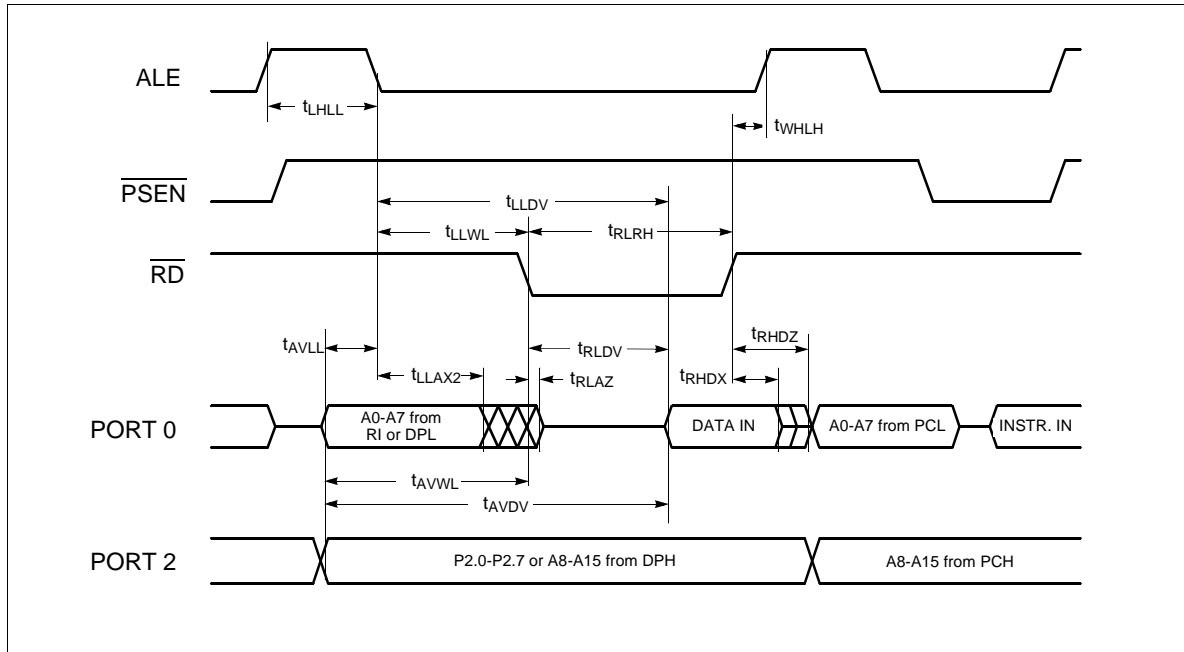 ALE
tLHLL
tWHLH
PSEN
tLLDV
tLLWL
tRLRH
RD
tAVLL
tRLDV
tRHDZ
tLLAX2
tRLAZ
tRHDX
PORT 0
A0-A7 from
RI or DPL
DATA IN
A0-A7 from PCL
INSTR. IN
tAVWL
tAVDV
PORT 2
P2.0-P2.7 or A8-A15 from DPH
A8-A15 from PCH